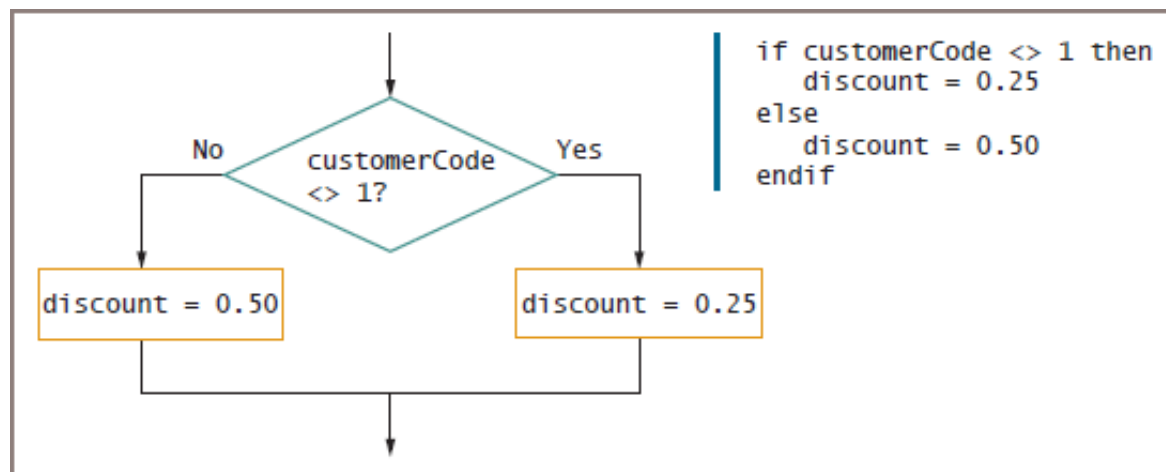 if customerCode <> 1 then
discount = 0.25
else
discount = 0.50
endif
No
customerCode
<> 1?
Yes
discount = 0.50
discount = 0.25